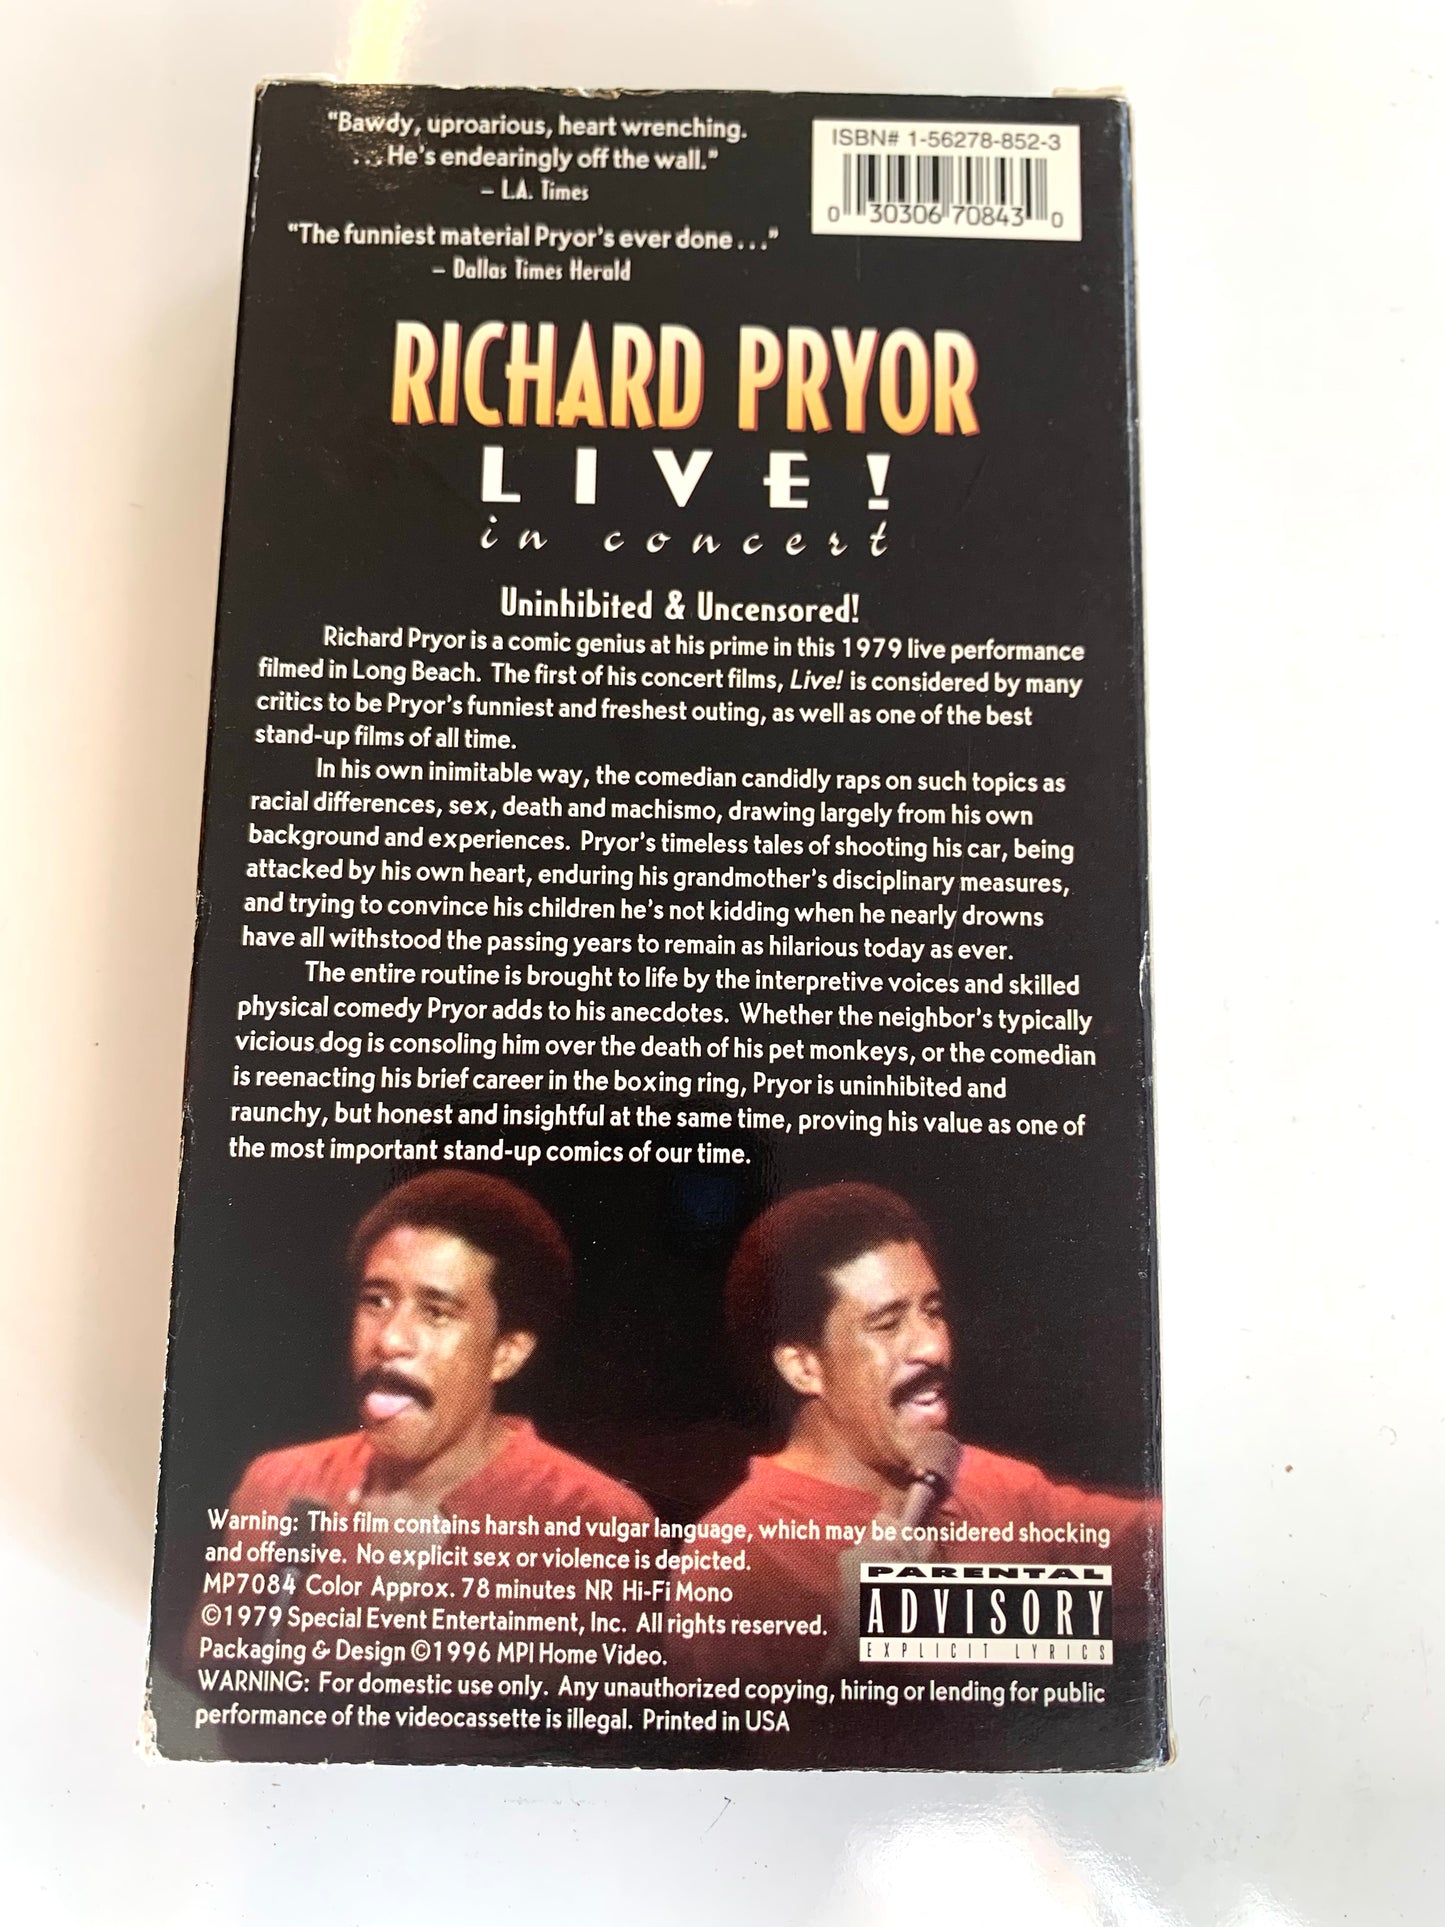 "Bawdy, uproarious, heart wrenching.
. . . He's endearingly off the wall."
– L.A. Times
"The funniest material Pryor's ever done . . ."
– Dallas Times Herald
ISBN# 1-56278-852-3
0 30306 70843 0
RICHARD PRYOR
LIVE!
in concert
Uninhibited & Uncensored!
Richard Pryor is a comic genius at his prime in this 1979 live performance
filmed in Long Beach. The first of his concert films, Live! is considered by many
critics to be Pryor's funniest and freshest outing, as well as one of the best
stand-up films of all time.
In his own inimitable way, the comedian candidly raps on such topics as
racial differences, sex, death and machismo, drawing largely from his own
background and experiences. Pryor's timeless tales of shooting his car, being
attacked by his own heart, enduring his grandmother's disciplinary measures,
and trying to convince his children he's not kidding when he nearly drowns
have all withstood the passing years to remain as hilarious today as ever.
The entire routine is brought to life by the interpretive voices and skilled
physical comedy Pryor adds to his anecdotes. Whether the neighbor's typically
vicious dog is consoling him over the death of his pet monkeys, or the comedian
is reenacting his brief career in the boxing ring, Pryor is uninhibited and
raunchy, but honest and insightful at the same time, proving his value as one of
the most important stand-up comics of our time.
Warning: This film contains harsh and vulgar language, which may be considered shocking
and offensive. No explicit sex or violence is depicted.
MP7084 Color Approx. 78 minutes NR Hi-Fi Mono
©1979 Special Event Entertainment, Inc. All rights reserved.
Packaging & Design ©1996 MPI Home Video.
WARNING: For domestic use only. Any unauthorized copying, hiring or lending for public
performance of the videocassette is illegal. Printed in USA
PARENTAL
ADVISORY
EXPLICIT LYRICS